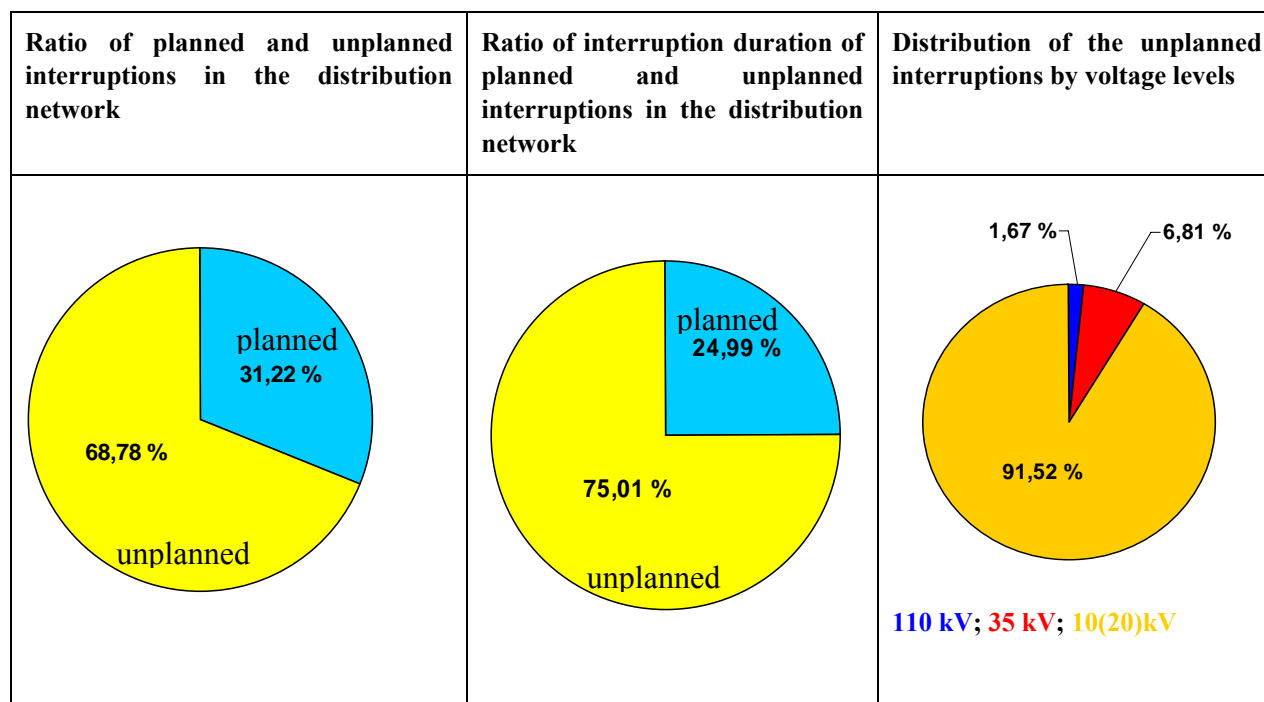 Ratio of planned and unplanned
interruptions in the distribution
network
Ratio of interruption duration of
planned and unplanned
interruptions in the distribution
network
Distribution of the unplanned
interruptions by voltage levels
planned
31,22 %
68,78 %
unplanned
planned
24,99 %
75,01 %
unplanned
1,67 %
6,81 %
91,52 %
110 kV; 35 kV; 10(20)kV